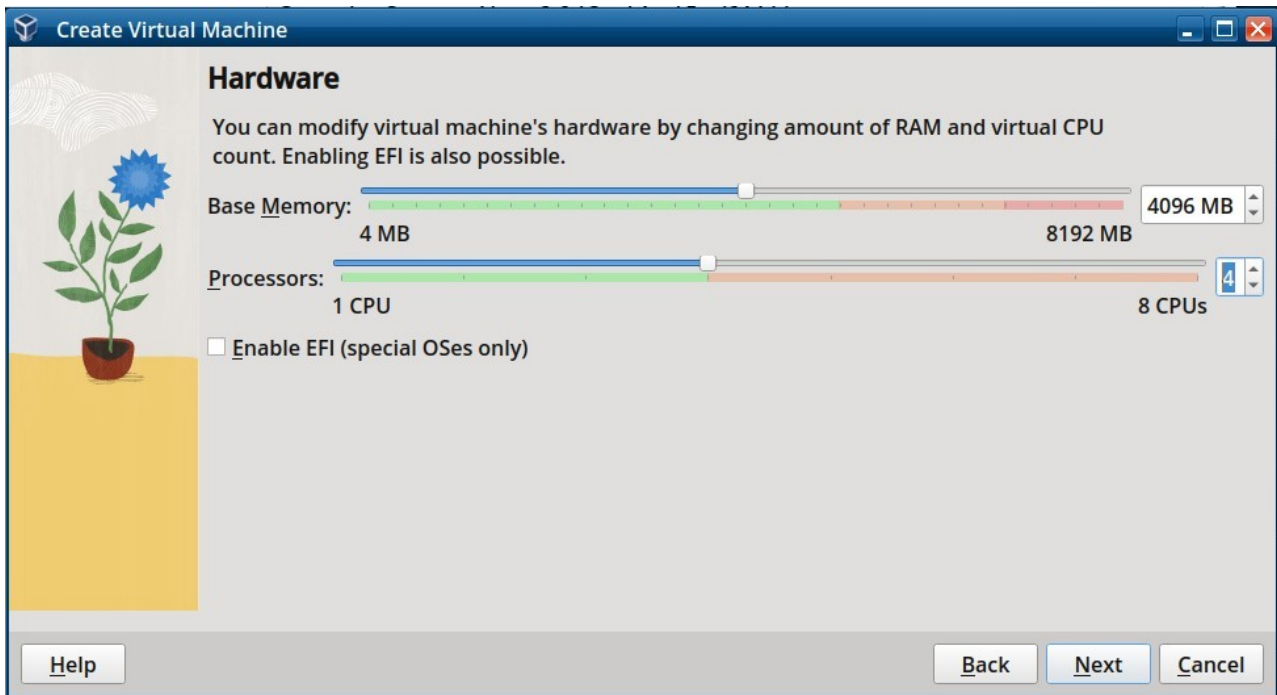 Create Virtual Machine
Hardware
You can modify virtual machine's hardware by changing amount of RAM and virtual CPU
count. Enabling EFI is also possible.
Base Memory: 4096 MB
4 MB 8192 MB
Processors: 4
1 CPU 8 CPUs
Enable EFI (special OSes only)
Help Back Next Cancel